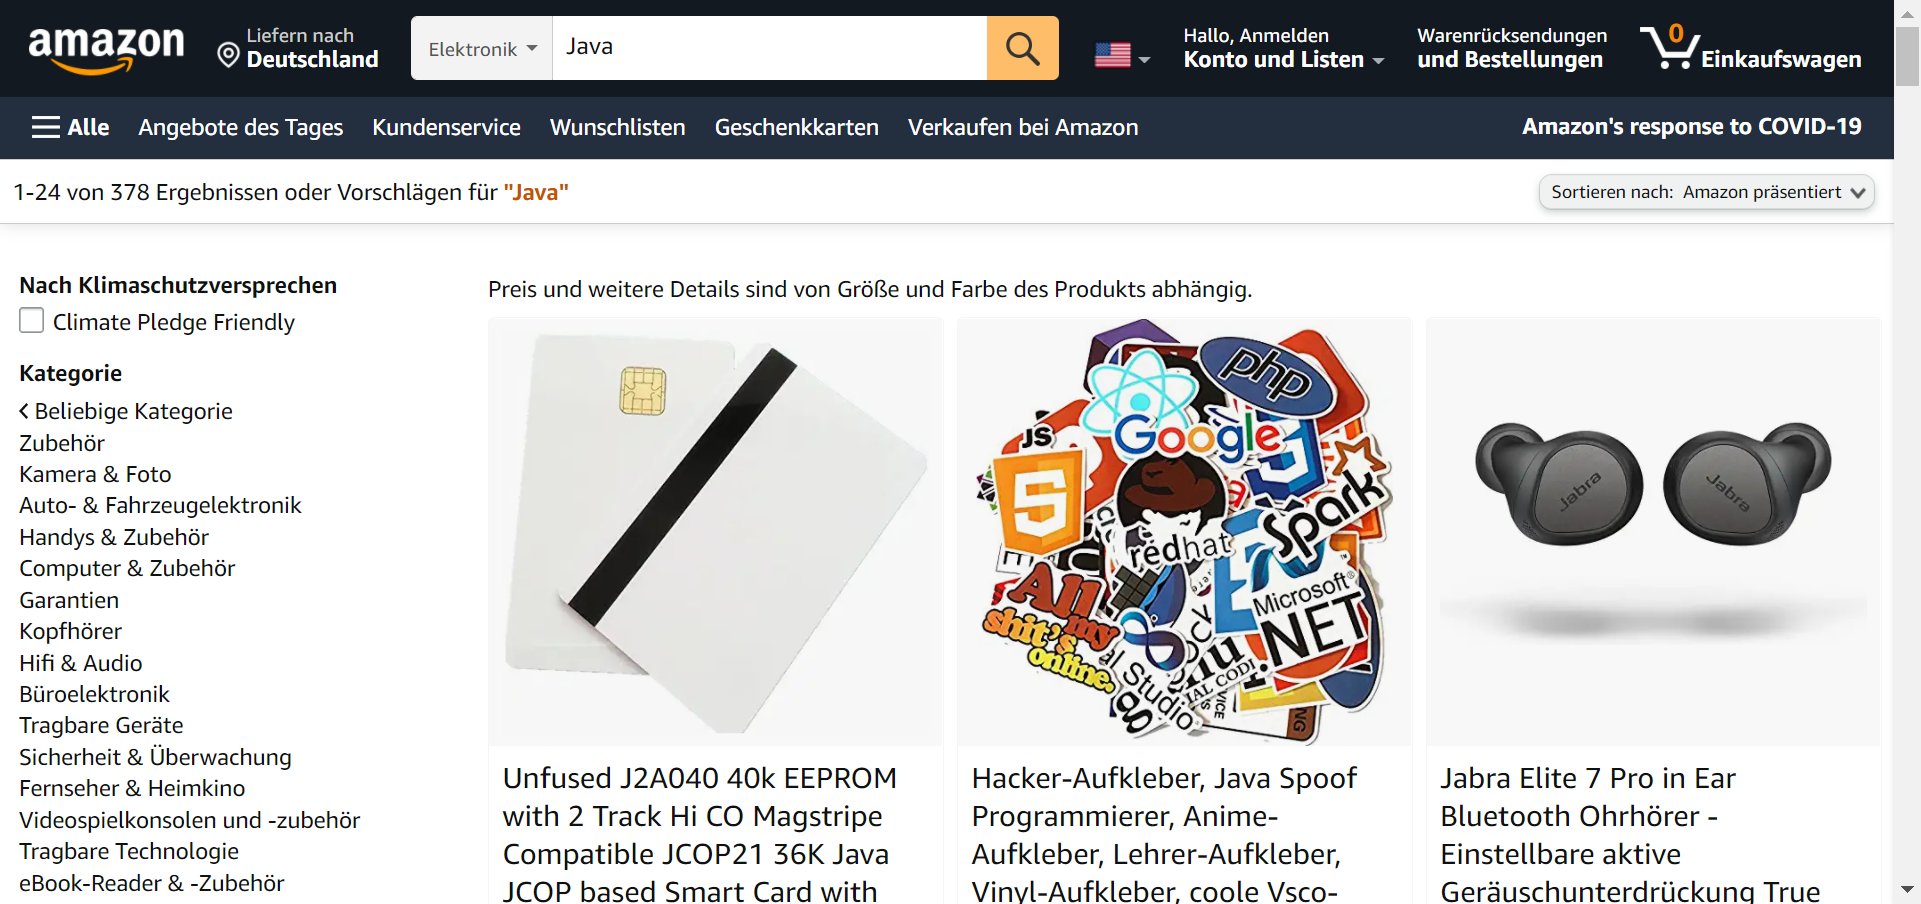 amazon
Liefern nach
Deutschland
Elektronik
Java
Hallo, Anmelden
Konto und Listen
Warenrücksendungen
und Bestellungen
0
Einkaufswagen
Alle
Angebote des Tages
Kundenservice
Wunschlisten
Geschenkkarten
Verkaufen bei Amazon
Amazon's response to COVID-19
1-24 von 378 Ergebnissen oder Vorschlägen für "Java"
Sortieren nach: Amazon präsentiert
Nach Klimaschutzversprechen
Climate Pledge Friendly
Kategorie
Beliebige Kategorie
Zubehör
Kamera & Foto
Auto- & Fahrzeugelektronik
Handys & Zubehör
Computer & Zubehör
Garantien
Kopfhörer
Hifi & Audio
Büroelektronik
Tragbare Geräte
Sicherheit & Überwachung
Fernseher & Heimkino
Videospielkonsolen und -zubehör
Tragbare Technologie
eBook-Reader & -Zubehör
Preis und weitere Details sind von Größe und Farbe des Produkts abhängig.
php
JS
Google
5
Spark
redhat
Microsoft®
.NET
All
my
shit's
online.
Studio
Jabra
Jabra
Unfused J2A040 40k EEPROM
with 2 Track Hi CO Magstripe
Compatible JCOP21 36K Java
JCOP based Smart Card with
Hacker-Aufkleber, Java Spoof
Programmierer, Anime-
Aufkleber, Lehrer-Aufkleber,
Vinyl-Aufkleber, coole Vsco-
Jabra Elite 7 Pro in Ear
Bluetooth Ohrhörer -
Einstellbare aktive
Geräuschunterdrückung True